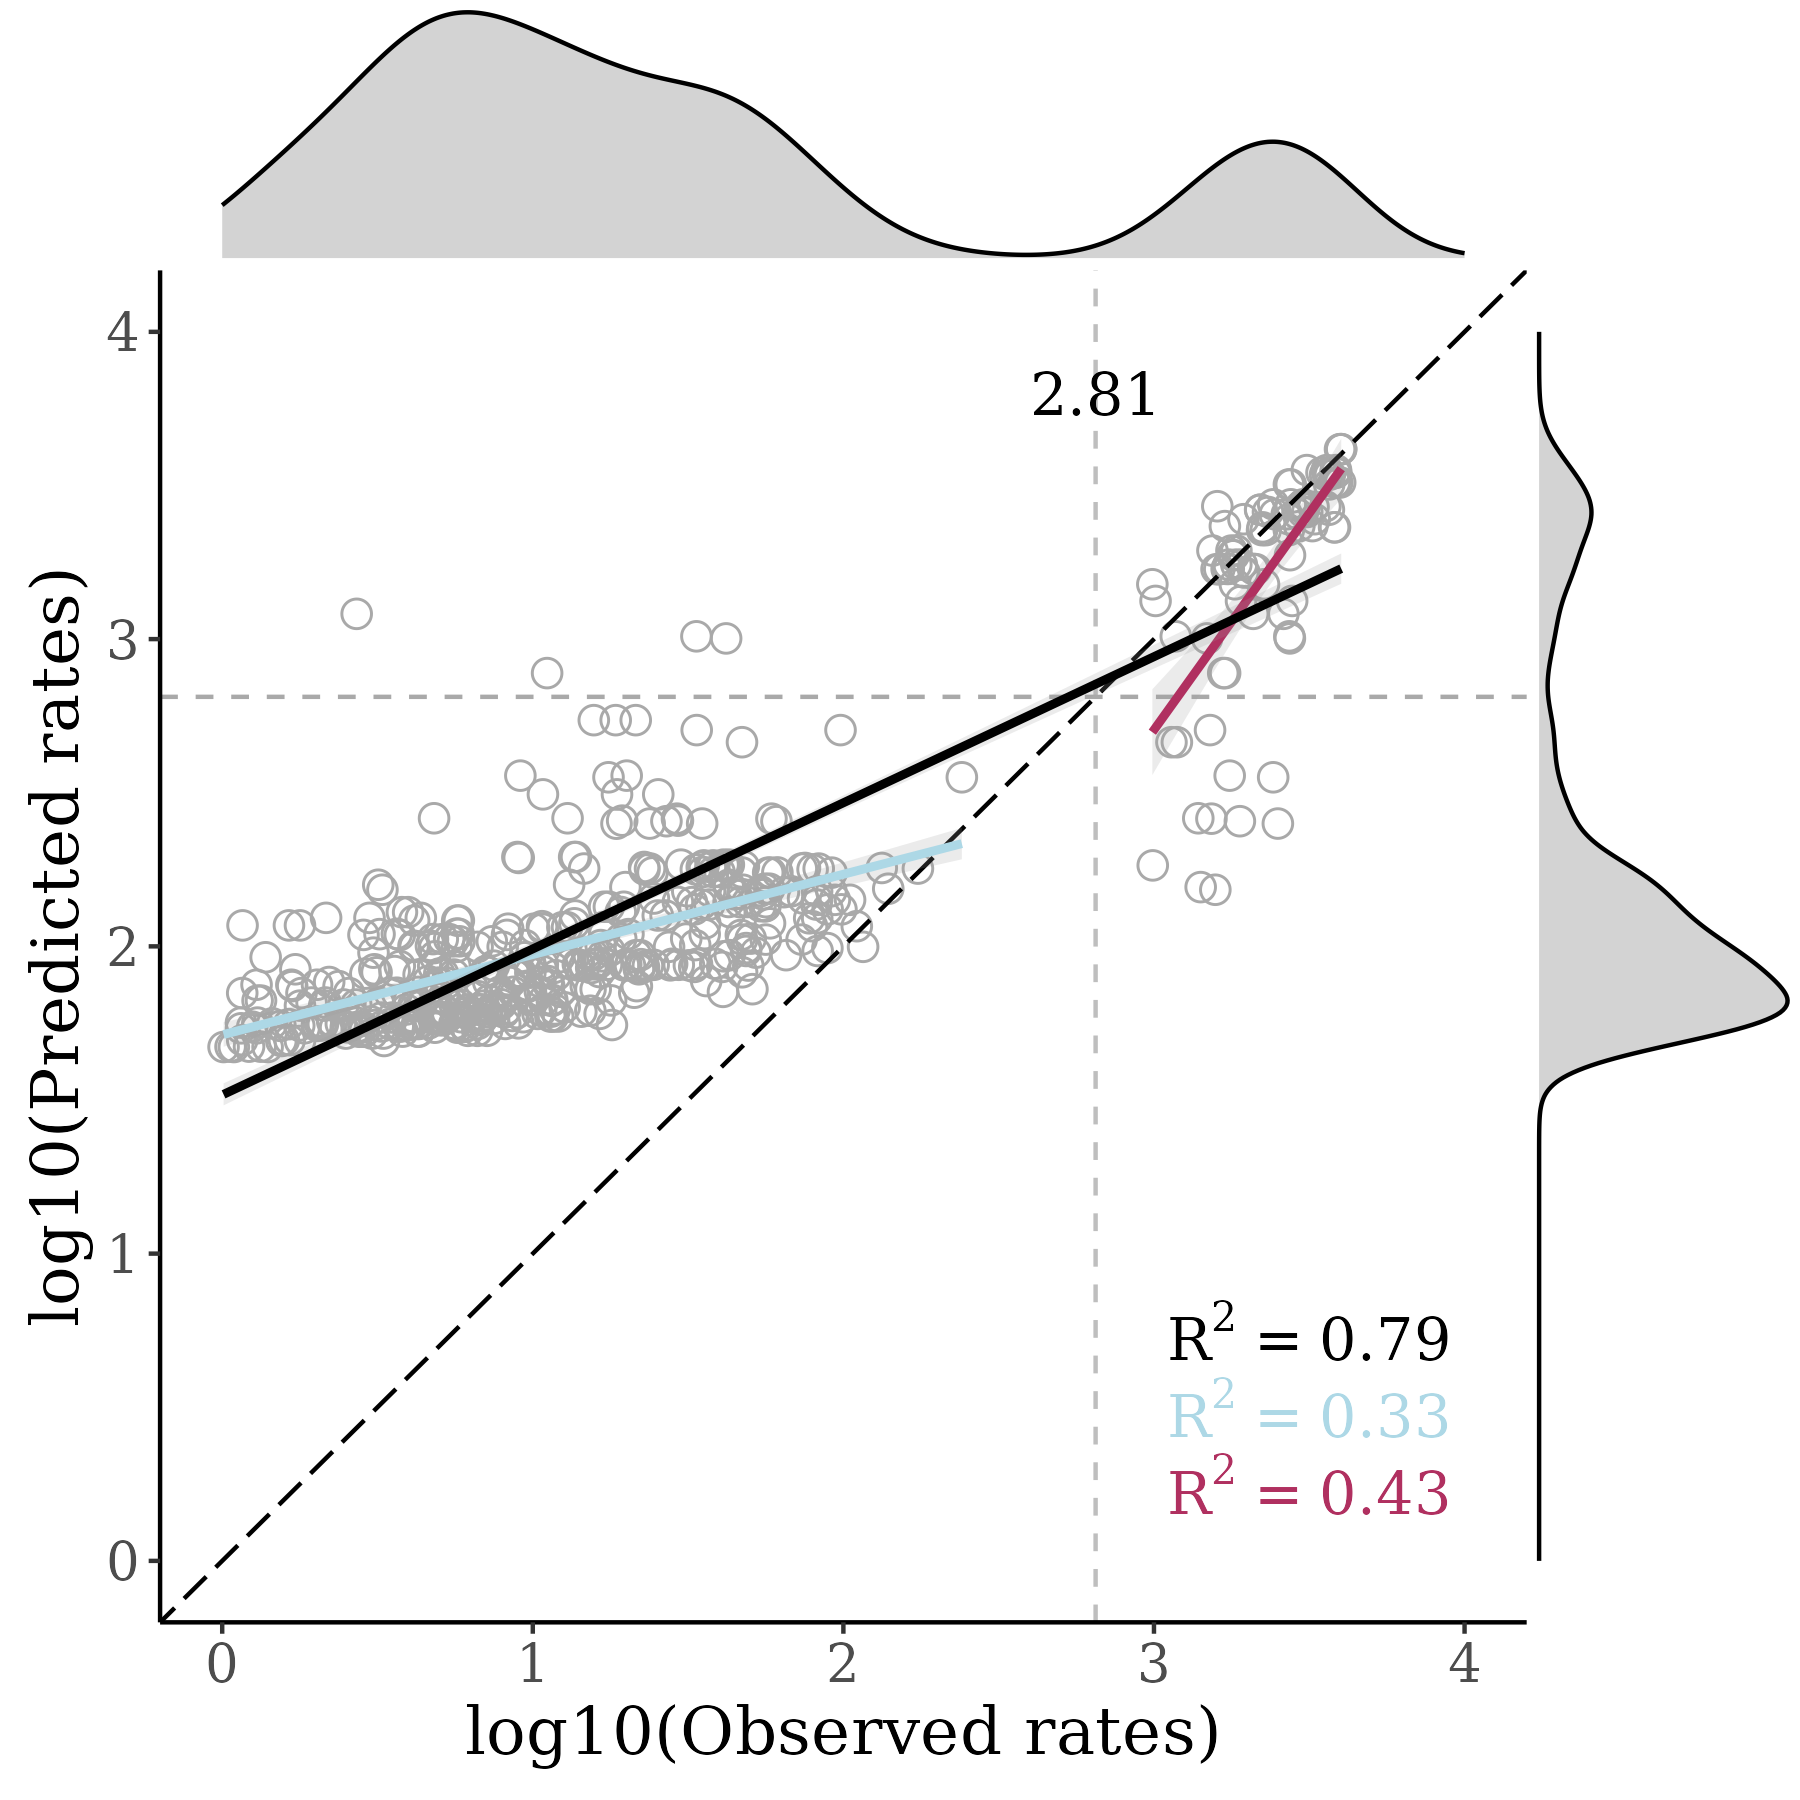 4
3
2
1
0
log10(Predicted rates)
2.81
R² = 0.79
R² = 0.33
R² = 0.43
0 1 2 3 4
log10(Observed rates)